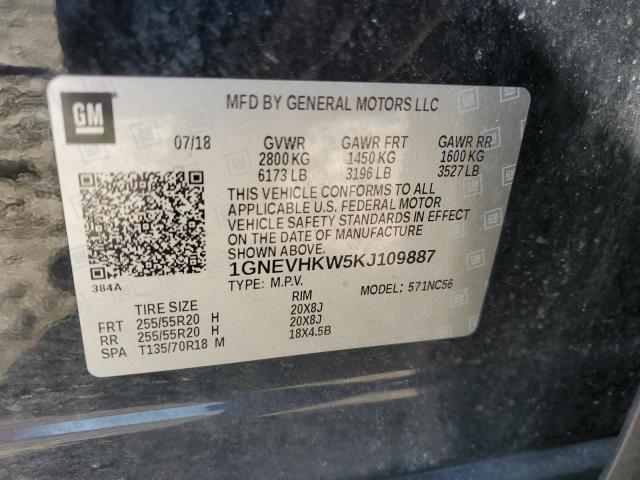 GM
MFD BY GENERAL MOTORS LLC
07/18 GVWR GAWR FRT GAWR RR
2800 KG 1450 KG 1600 KG
6173 LB 3196 LB 3527 LB
THIS VEHICLE CONFORMS TO ALL
APPLICABLE U.S. FEDERAL MOTOR
VEHICLE SAFETY STANDARDS IN EFFECT
ON THE DATE OF MANUFACTURE
SHOWN ABOVE.
384A
1GNEVHKW5KJ109887
TYPE: M.P.V. MODEL: 571NC56
TIRE SIZE RIM
FRT 255/55R20 H 20X8J
RR 255/55R20 H 20X8J
SPA T135/70R18 M 18X4.5B